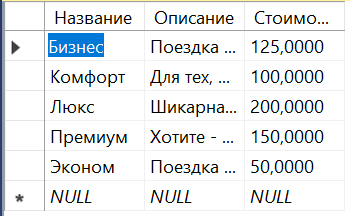 Название Описание Стоимо...
Бизнес Поездка ... 125,0000
Комфорт Для тех, ... 100,0000
Люкс Шикарна... 200,0000
Премиум Хотите - ... 150,0000
Эконом Поездка ... 50,0000
NULL NULL NULL